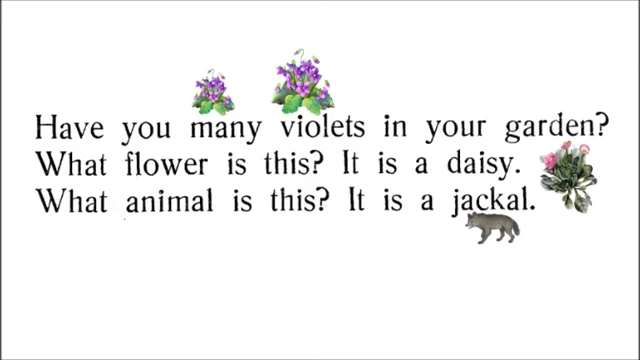 Have you many violets in your garden?
What flower is this? It is a daisy.
What animal is this? It is a jackal.